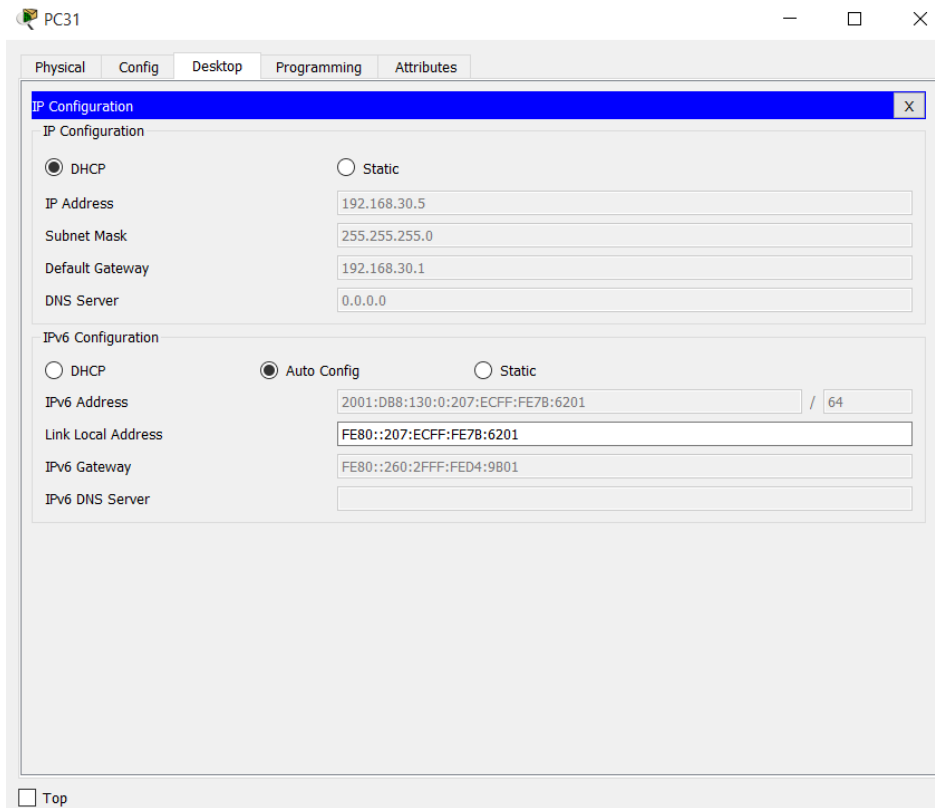 PC31
Physical Config Desktop Programming Attributes
IP Configuration X
IP Configuration
DHCP Static
IP Address 192.168.30.5
Subnet Mask 255.255.255.0
Default Gateway 192.168.30.1
DNS Server 0.0.0.0
IPv6 Configuration
DHCP Auto Config Static
IPv6 Address 2001:DB8:130:0:207:ECFF:FE7B:6201 / 64
Link Local Address FE80::207:ECFF:FE7B:6201
IPv6 Gateway FE80::260:2FFF:FED4:9B01
IPv6 DNS Server
Top